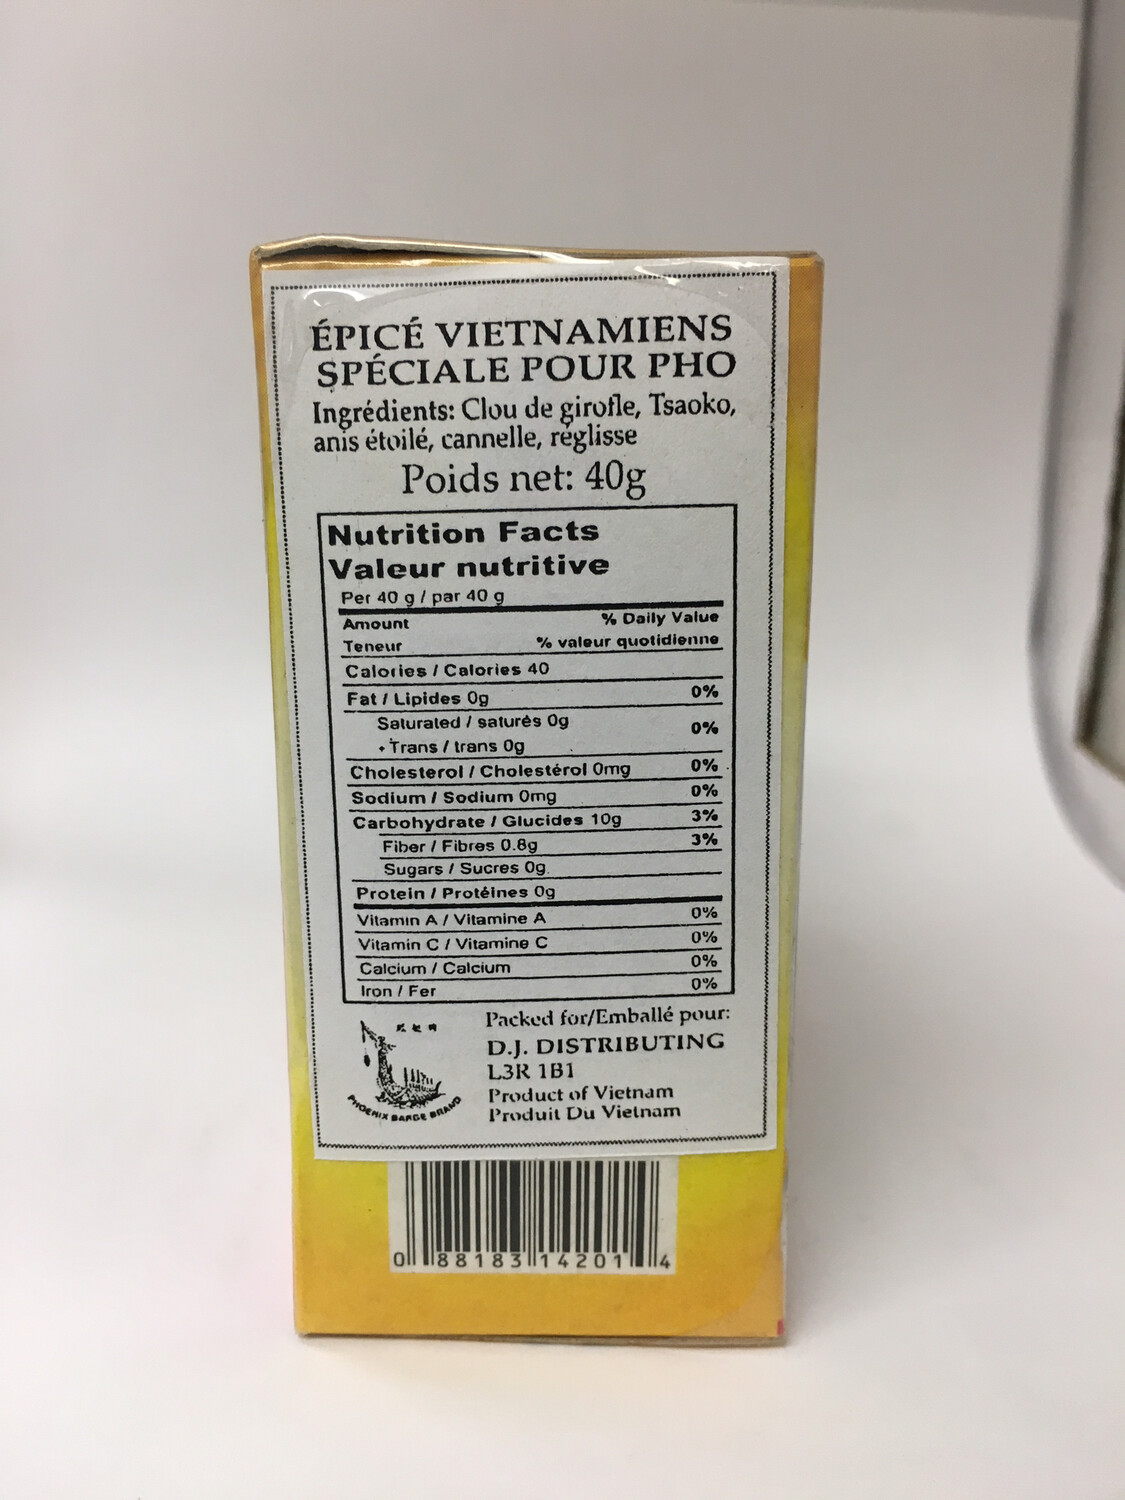 ÉPICÉ VIETNAMIENS
SPÉCIALE POUR PHO
Ingrédients: Clou de girofle, Tsaoko,
anis étoilé, cannelle, réglisse
Poids net: 40g
Nutrition Facts
Valeur nutritive
Per 40 g / par 40 g
Amount % Daily Value
Teneur % valeur quotidienne
Calories / Calories 40
Fat / Lipides 0g 0%
Saturated / saturés 0g 0%
+ Trans / trans 0g
Cholesterol / Cholestérol 0mg 0%
Sodium / Sodium 0mg 0%
Carbohydrate / Glucides 10g 3%
Fiber / Fibres 0.8g 3%
Sugars / Sucres 0g
Protein / Protéines 0g
Vitamin A / Vitamine A 0%
Vitamin C / Vitamine C 0%
Calcium / Calcium 0%
Iron / Fer 0%
Packed for/Emballé pour:
D.J. DISTRIBUTING
L3R 1B1
Product of Vietnam
Produit Du Vietnam
PHOENIX BARGE BRAND
0 88183 14201 4